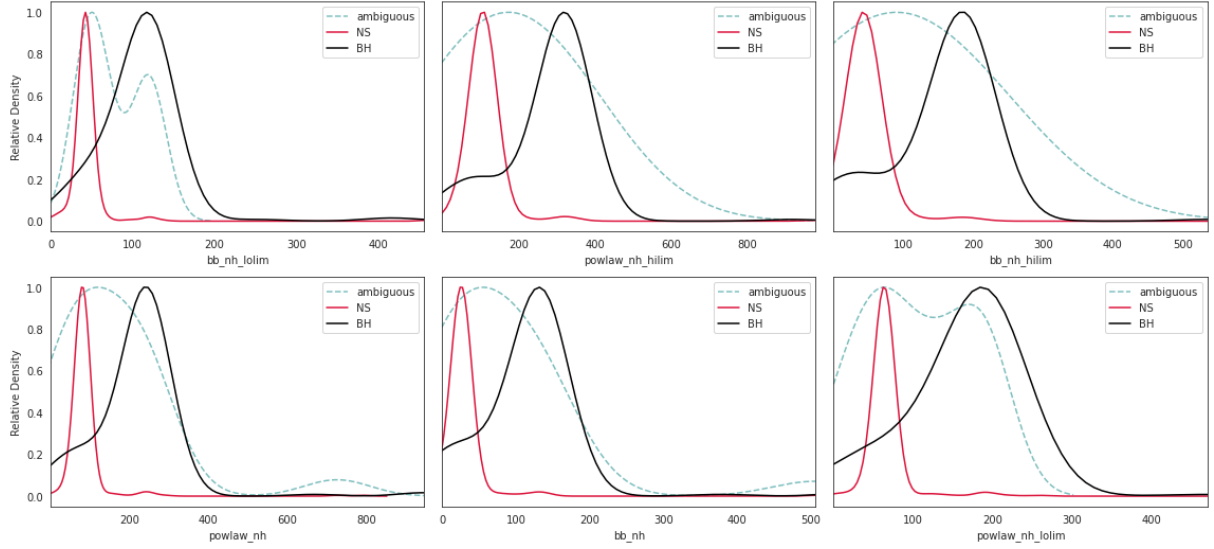 1.0
0.8
0.6
0.4
0.2
0.0
Relative Density
0 100 200 300 400
bb_nh_lolim
ambiguous
NS
BH
200 400 600 800
powlaw_nh_hilim
ambiguous
NS
BH
100 200 300 400 500
bb_nh_hilim
ambiguous
NS
BH
1.0
0.8
0.6
0.4
0.2
0.0
Relative Density
200 400 600 800
powlaw_nh
ambiguous
NS
BH
0 100 200 300 400 500
bb_nh
ambiguous
NS
BH
100 200 300 400
powlaw_nh_lolim
ambiguous
NS
BH